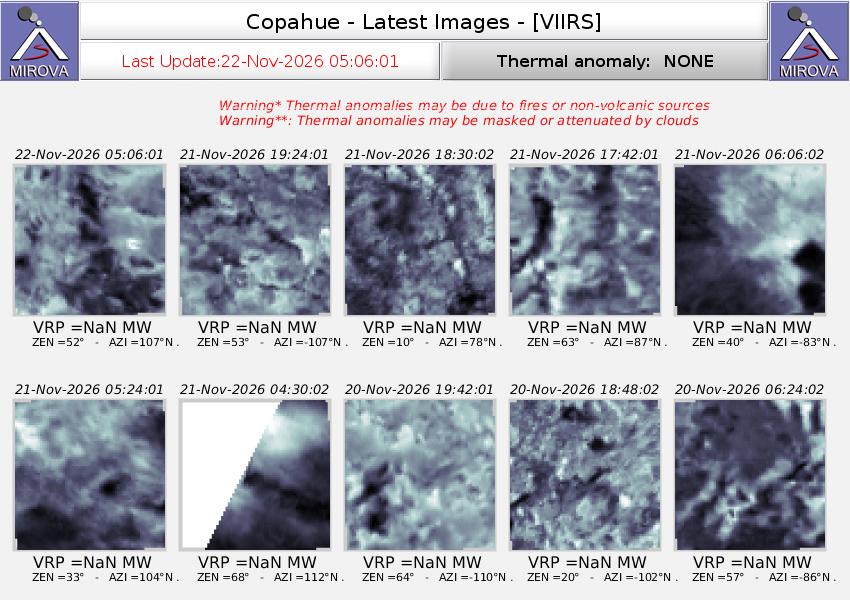 Copahue - Latest Images - [VIIRS]
MIROVA
Last Update:22-Nov-2026 05:06:01
Thermal anomaly: NONE
MIROVA
Warning* Thermal anomalies may be due to fires or non-volcanic sources
Warning**: Thermal anomalies may be masked or attenuated by clouds
22-Nov-2026 05:06:01 21-Nov-2026 19:24:01 21-Nov-2026 18:30:02 21-Nov-2026 17:42:01 21-Nov-2026 06:06:02
VRP =NaN MW VRP =NaN MW VRP =NaN MW VRP =NaN MW VRP =NaN MW
ZEN =52° - AZI =107°N . ZEN =53° - AZI =-107°N . ZEN =10° - AZI =78°N . ZEN =63° - AZI =87°N . ZEN =40° - AZI =-83°N .
21-Nov-2026 05:24:01 21-Nov-2026 04:30:02 20-Nov-2026 19:42:01 20-Nov-2026 18:48:02 20-Nov-2026 06:24:02
VRP =NaN MW VRP =NaN MW VRP =NaN MW VRP =NaN MW VRP =NaN MW
ZEN =33° - AZI =104°N . ZEN =68° - AZI =112°N . ZEN =64° - AZI =-110°N . ZEN =20° - AZI =-102°N . ZEN =57° - AZI =-86°N .